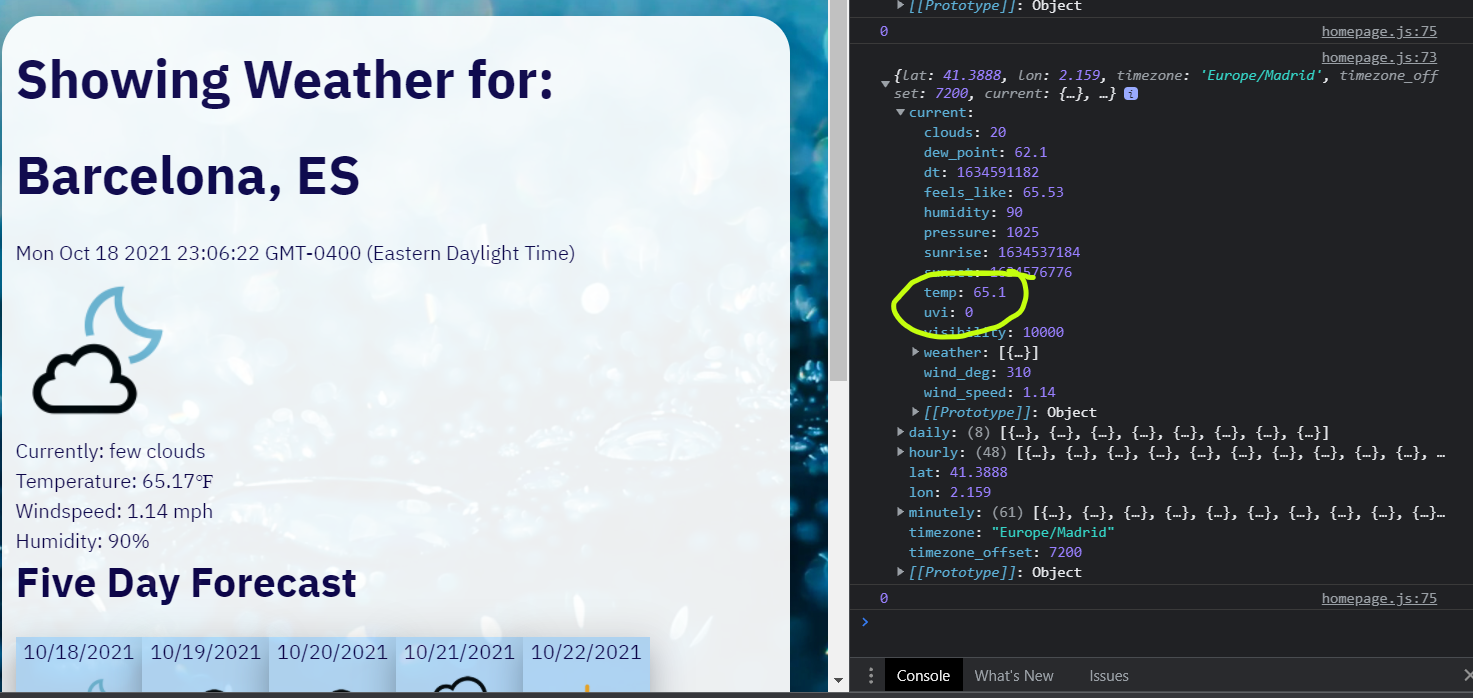 Showing Weather for:
Barcelona, ES
Mon Oct 18 2021 23:06:22 GMT-0400 (Eastern Daylight Time)
Currently: few clouds
Temperature: 65.17°F
Windspeed: 1.14 mph
Humidity: 90%
Five Day Forecast
10/18/2021 10/19/2021 10/20/2021 10/21/2021 10/22/2021
[[Prototype]]: Object
0 homepage.js:75
homepage.js:73
{lat: 41.3888, lon: 2.159, timezone: 'Europe/Madrid', timezone_off
set: 7200, current: {…}, …} i
current:
clouds: 20
dew_point: 62.1
dt: 1634591182
feels_like: 65.53
humidity: 90
pressure: 1025
sunrise: 1634537184
sunset: 1634576776
temp: 65.1
uvi: 0
visibility: 10000
weather: [{…}]
wind_deg: 310
wind_speed: 1.14
[[Prototype]]: Object
daily: (8) [{…}, {…}, {…}, {…}, {…}, {…}, {…}, {…}]
hourly: (48) [{…}, {…}, {…}, {…}, {…}, {…}, {…}, {…}, {…}, …
lat: 41.3888
lon: 2.159
minutely: (61) [{…}, {…}, {…}, {…}, {…}, {…}, {…}, {…}, {…}…
timezone: "Europe/Madrid"
timezone_offset: 7200
[[Prototype]]: Object
0 homepage.js:75
Console What's New Issues